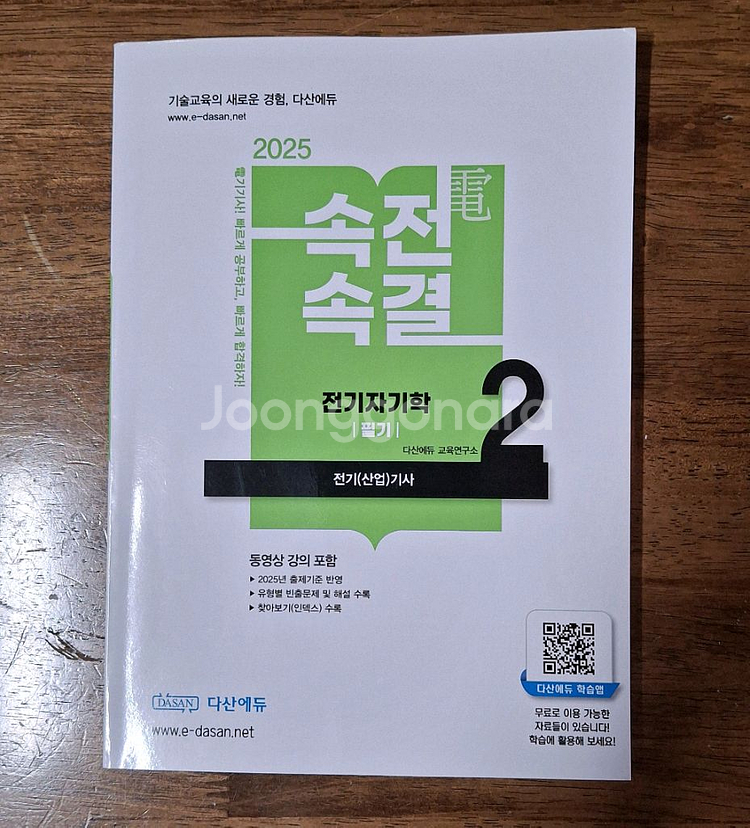 기술교육의 새로운 경험, 다산에듀
www.e-dasan.net
2025
電기기사! 빠르게 공부하고, 빠르게 합격하자!
電
속전
속결
전기자기학
|필기|
2
다산에듀 교육연구소
전기(산업)기사
Joonggonara
동영상 강의 포함
▶ 2025년 출제기준 반영
▶ 유형별 빈출문제 및 해설 수록
▶ 찾아보기(인덱스) 수록
다산에듀 학습앱
무료로 이용 가능한
자료들이 있습니다!
학습에 활용해 보세요!
DASAN 다산에듀
www.e-dasan.net